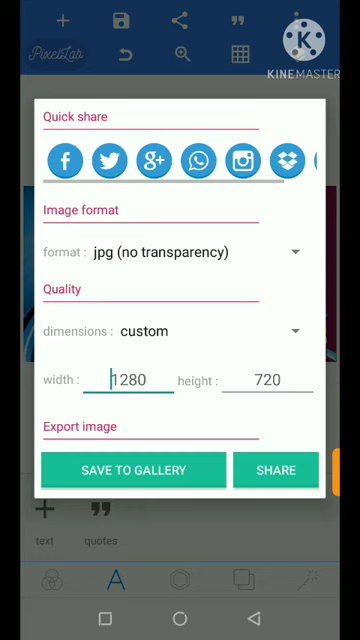 PixelLab
KINEMASTER
Quick share
Image format
format : jpg (no transparency)
Quality
dimensions : custom
width : 1280 height : 720
Export image
SAVE TO GALLERY SHARE
text quotes